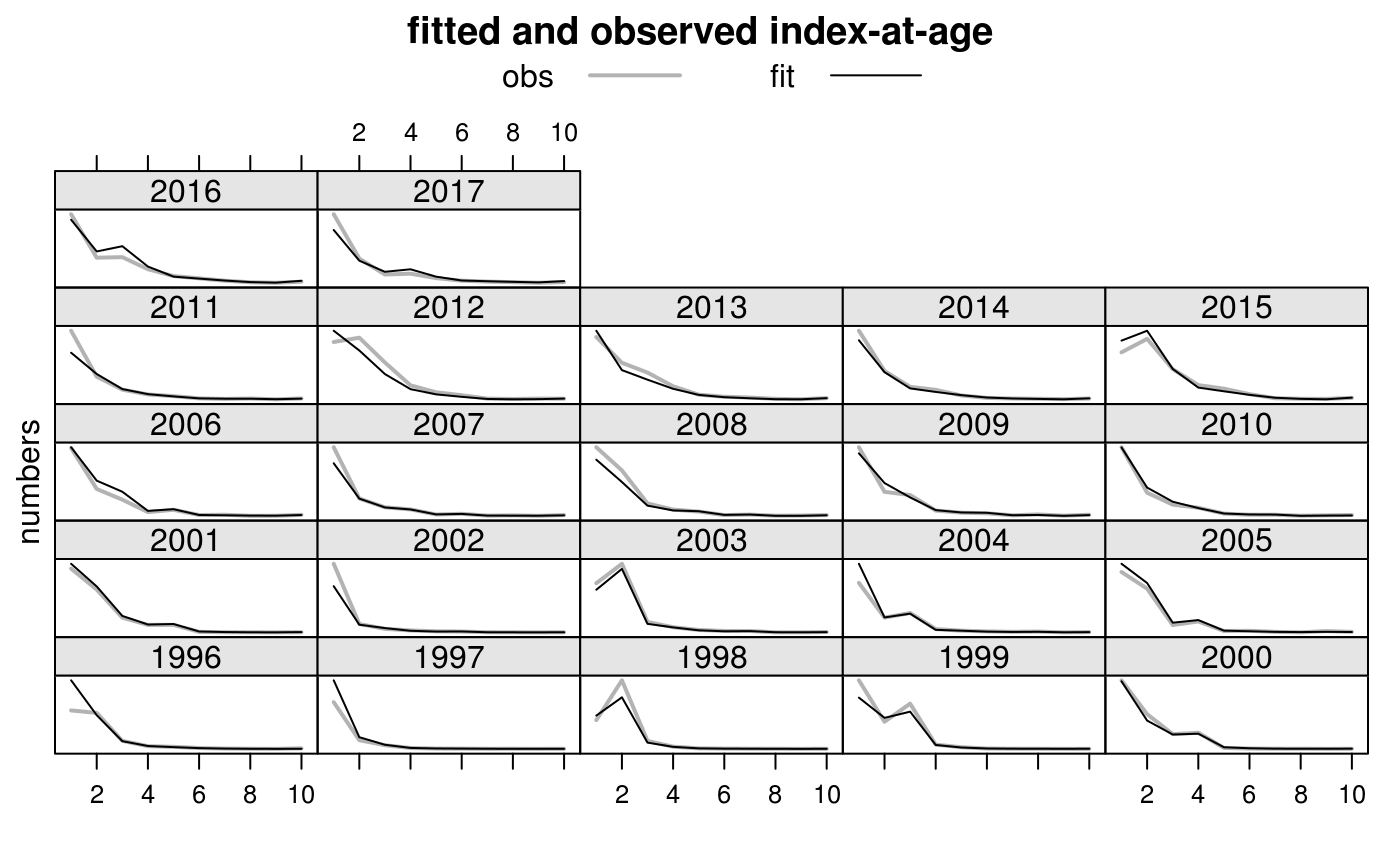 fitted and observed index-at-age
obs fit
2 4 6 8 10
2016 2017
2011 2012 2013 2014 2015
2006 2007 2008 2009 2010
2001 2002 2003 2004 2005
1996 1997 1998 1999 2000
2 4 6 8 10 2 4 6 8 10 2 4 6 8 10
numbers